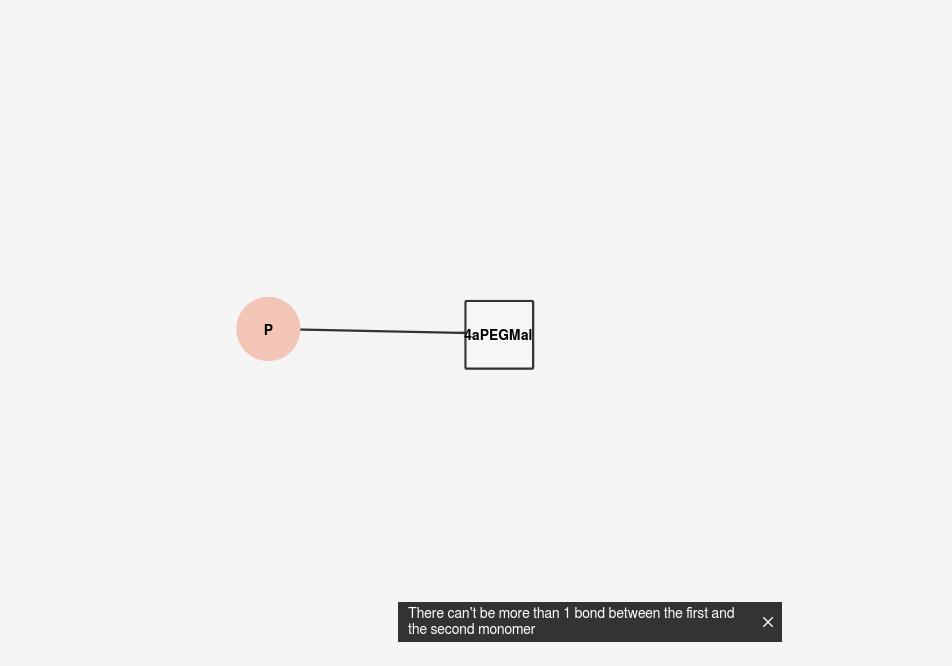 P
4aPEGMal
There can't be more than 1 bond between the first and
the second monomer